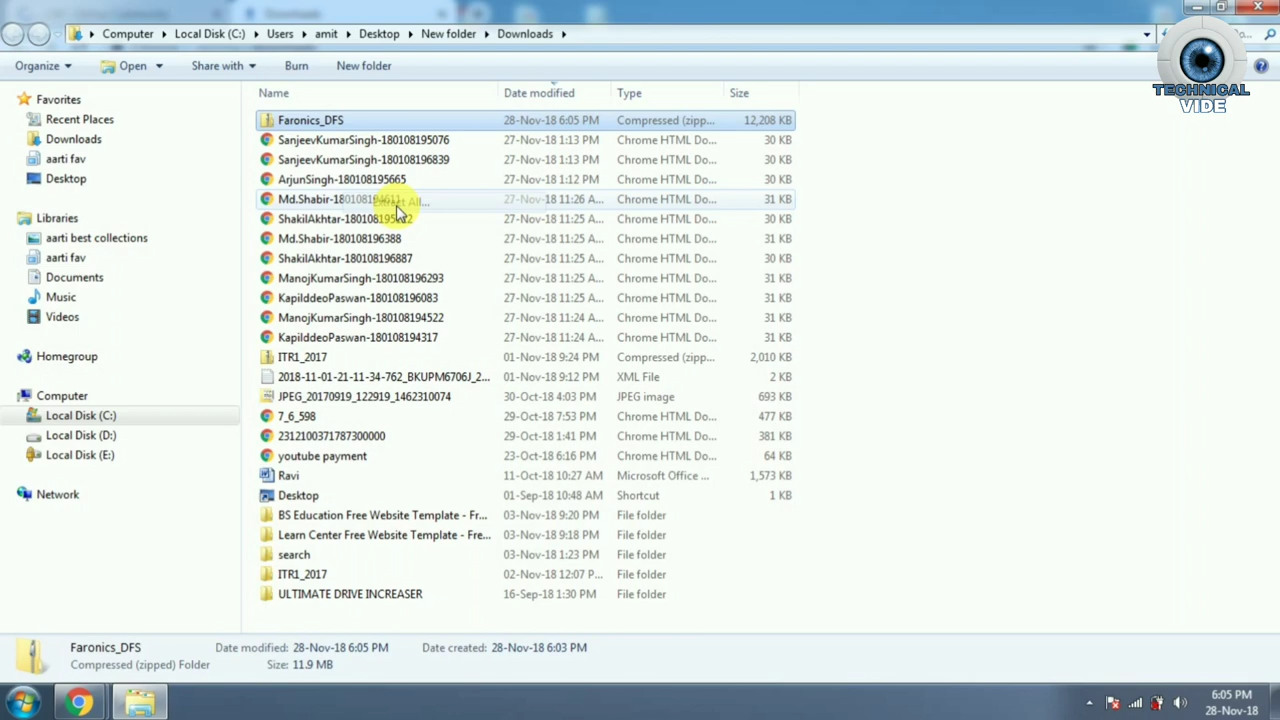 Computer ▸ Local Disk (C:) ▸ Users ▸ amit ▸ Desktop ▸ New folder ▸ Downloads ▸
TECHNICAL
VIDE
Organize Open Share with Burn New folder
Name Date modified Type Size
Favorites
Recent Places
Downloads
aarti fav
Desktop
Libraries
aarti best collections
aarti fav
Documents
Music
Videos
Homegroup
Computer
Local Disk (C:)
Local Disk (D:)
Local Disk (E:)
Network
Faronics_DFS 28-Nov-18 6:05 PM Compressed (zipp... 12,208 KB
SanjeevKumarSingh-180108195076 27-Nov-18 1:13 PM Chrome HTML Do... 30 KB
SanjeevKumarSingh-180108196839 27-Nov-18 1:13 PM Chrome HTML Do... 30 KB
ArjunSingh-180108195665 27-Nov-18 1:12 PM Chrome HTML Do... 30 KB
27-Nov-18 11:26 A... Chrome HTML Do... 31 KB
27-Nov-18 11:25 A... Chrome HTML Do... 30 KB
Md.Shabir-180108196388 27-Nov-18 11:25 A... Chrome HTML Do... 31 KB
ShakilAkhtar-180108196887 27-Nov-18 11:25 A... Chrome HTML Do... 30 KB
ManojKumarSingh-180108196293 27-Nov-18 11:25 A... Chrome HTML Do... 31 KB
KapilddeoPaswan-180108196083 27-Nov-18 11:25 A... Chrome HTML Do... 31 KB
ManojKumarSingh-180108194522 27-Nov-18 11:24 A... Chrome HTML Do... 31 KB
KapilddeoPaswan-180108194317 27-Nov-18 11:24 A... Chrome HTML Do... 31 KB
ITR1_2017 01-Nov-18 9:24 PM Compressed (zipp... 2,010 KB
2018-11-01-21-11-34-762_BKUPM6706J_2... 01-Nov-18 9:12 PM XML File 2 KB
JPEG_20170919_122919_1462310074 30-Oct-18 4:03 PM JPEG image 693 KB
7_6_598 29-Oct-18 7:53 PM Chrome HTML Do... 477 KB
2312100371787300000 29-Oct-18 1:41 PM Chrome HTML Do... 381 KB
youtube payment 23-Oct-18 6:16 PM Chrome HTML Do... 64 KB
Ravi 11-Oct-18 10:27 AM Microsoft Office ... 1,573 KB
Desktop 01-Sep-18 10:48 AM Shortcut 1 KB
BS Education Free Website Template - Fr... 03-Nov-18 9:20 PM File folder
Learn Center Free Website Template - Fre... 03-Nov-18 9:18 PM File folder
search 03-Nov-18 1:23 PM File folder
ITR1_2017 02-Nov-18 12:07 P... File folder
ULTIMATE DRIVE INCREASER 16-Sep-18 1:30 PM File folder
Faronics_DFS Date modified: 28-Nov-18 6:05 PM Date created: 28-Nov-18 6:03 PM
Compressed (zipped) Folder Size: 11.9 MB
6:05 PM
28-Nov-18